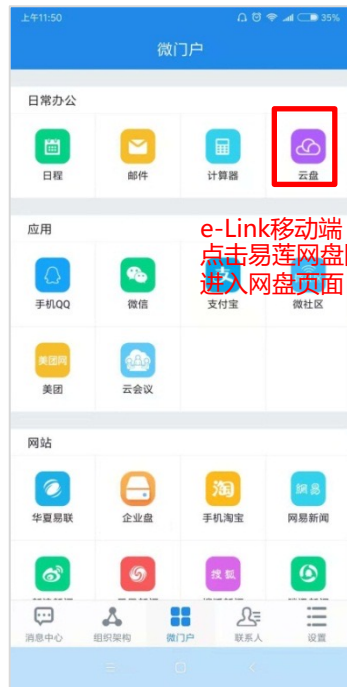 上午11:50 35%
微门户
日常办公
日程 邮件 计算器 云盘
应用
e-Link移动端
点击易莲网盘
进入网盘页面
手机QQ 微信 支付宝 微社区
美团网
美团 云会议
网站
淘 網易
华夏易联 企业盘 手机淘宝 网易新闻
搜狐
消息中心 组织架构 微门户 联系人 设置